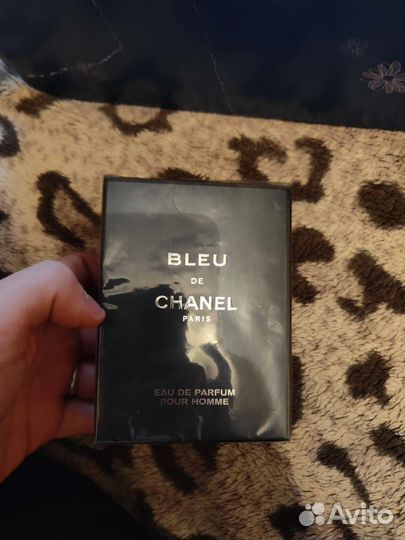 BLEU
DE
CHANEL
PARIS
EAU DE PARFUM
POUR HOMME
Avito